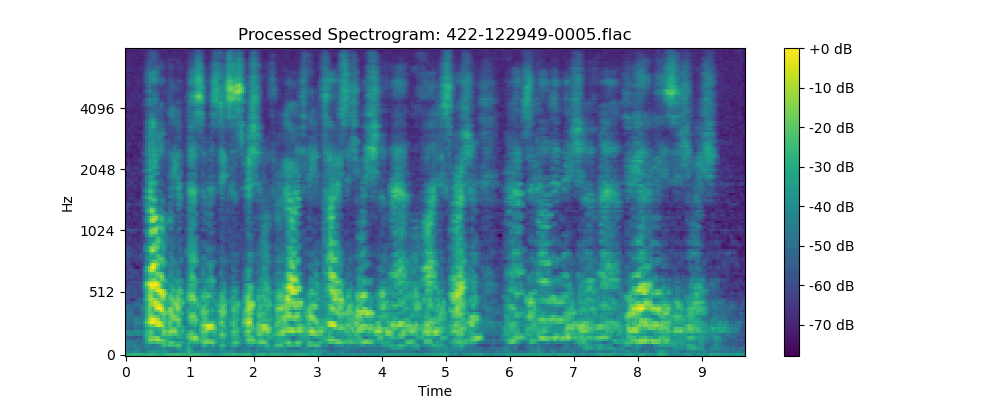 Processed Spectrogram: 422-122949-0005.flac
+0 dB
-10 dB
-20 dB
-30 dB
-40 dB
-50 dB
-60 dB
-70 dB
Hz
4096
2048
1024
512
0
0 1 2 3 4 5 6 7 8 9
Time